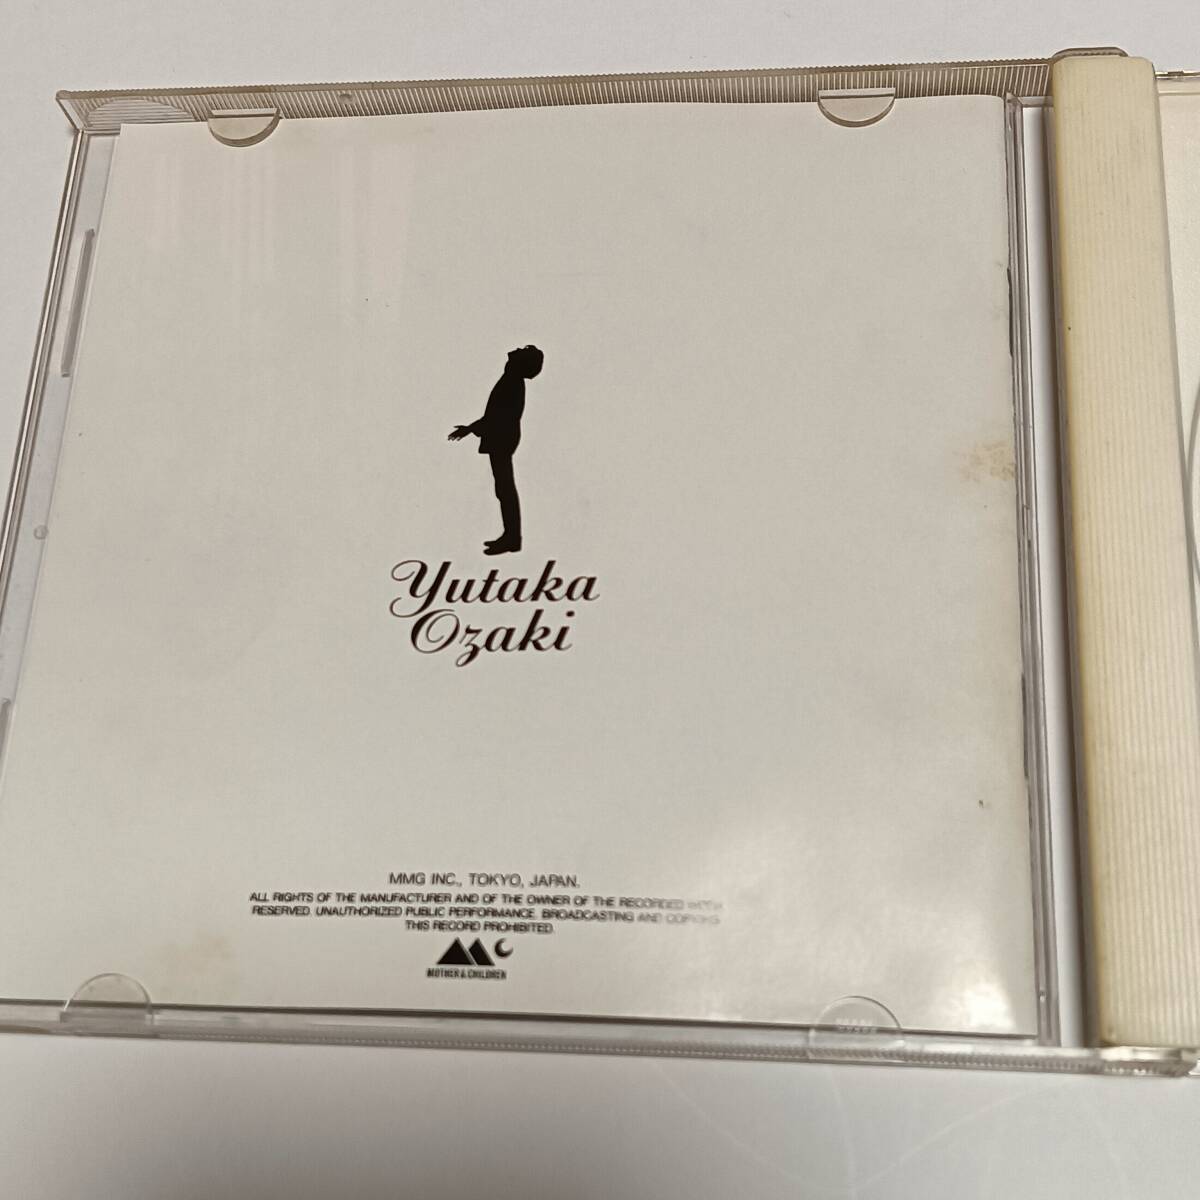 Yutaka
Ozaki
MMG INC., TOKYO, JAPAN.
ALL RIGHTS OF THE MANUFACTURER AND OF THE OWNER OF THE RECORDED WORK
RESERVED. UNAUTHORIZED PUBLIC PERFORMANCE. BROADCASTING AND COPYING
THIS RECORD PROHIBITED.
MOTHER & CHILDREN